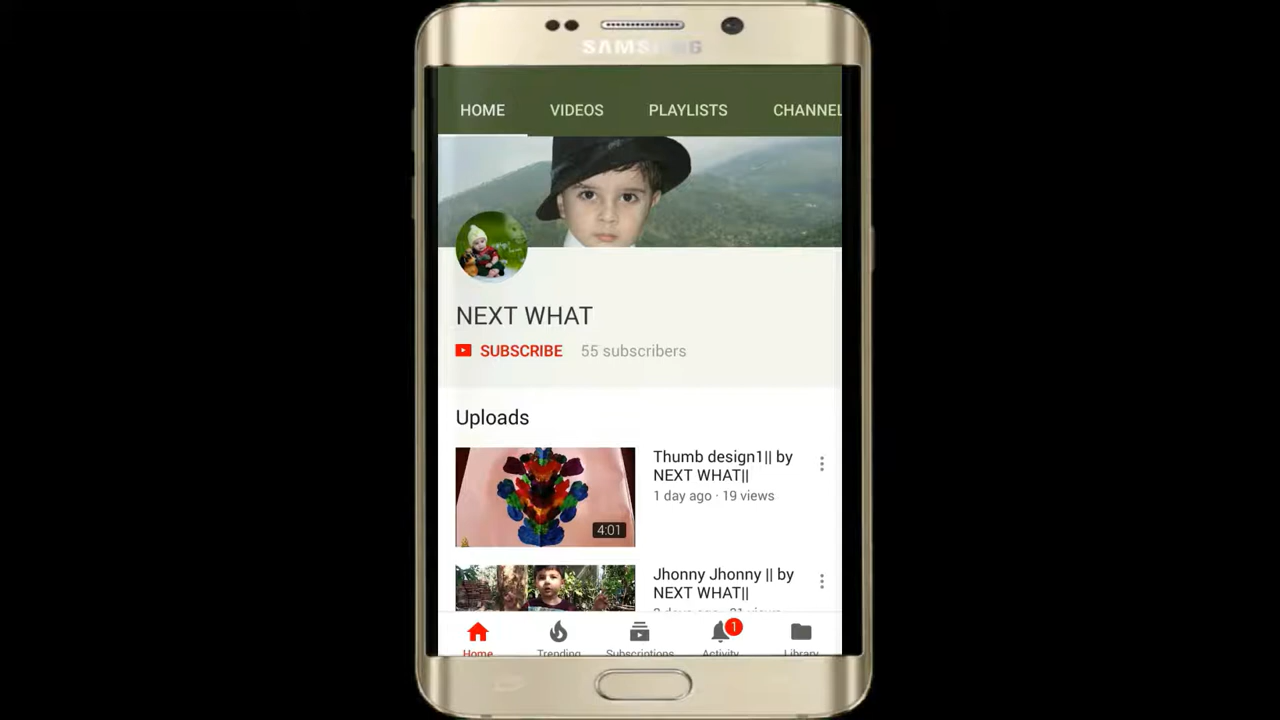 SAMSUNG
HOME VIDEOS PLAYLISTS CHANNEL
NEXT WHAT
SUBSCRIBE 55 subscribers
Uploads
Thumb design1|| by
NEXT WHAT||
1 day ago · 19 views
4:01
Jhonny Jhonny || by
NEXT WHAT||
1
Home Trending Subscriptions Activity Library